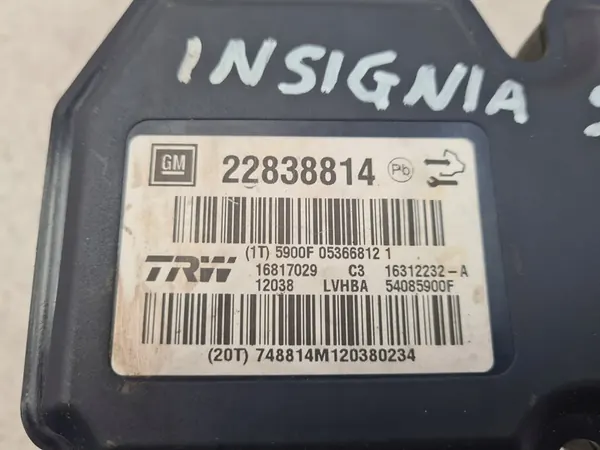 INSIGNIA
GM 22838814 Pb
(1T) 5900F 05366812 1
TRW 16817029 C3 16312232-A
12038 LVHBA 54085900F
(20T) 748814M120380234